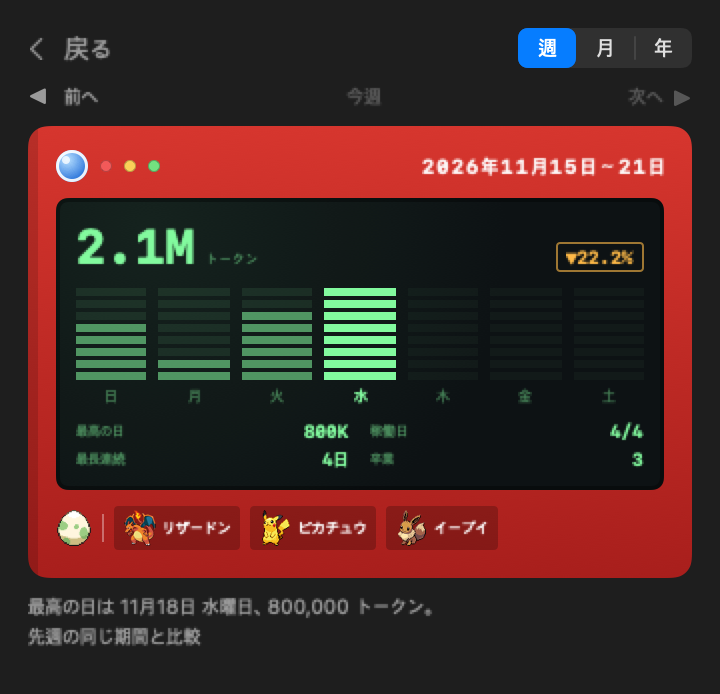 戻る
週 月 年
◀ 前へ 今週 次へ ▶
2026年11月15日~21日
2.1M トークン ▼22.2%
日 月 火 水 木 金 土
最高の日 800K 稼働日 4/4
最長連続 4日 卒業 3
リザードン ピカチュウ イーブイ
最高の日は 11月18日 水曜日、800,000 トークン。
先週の同じ期間と比較